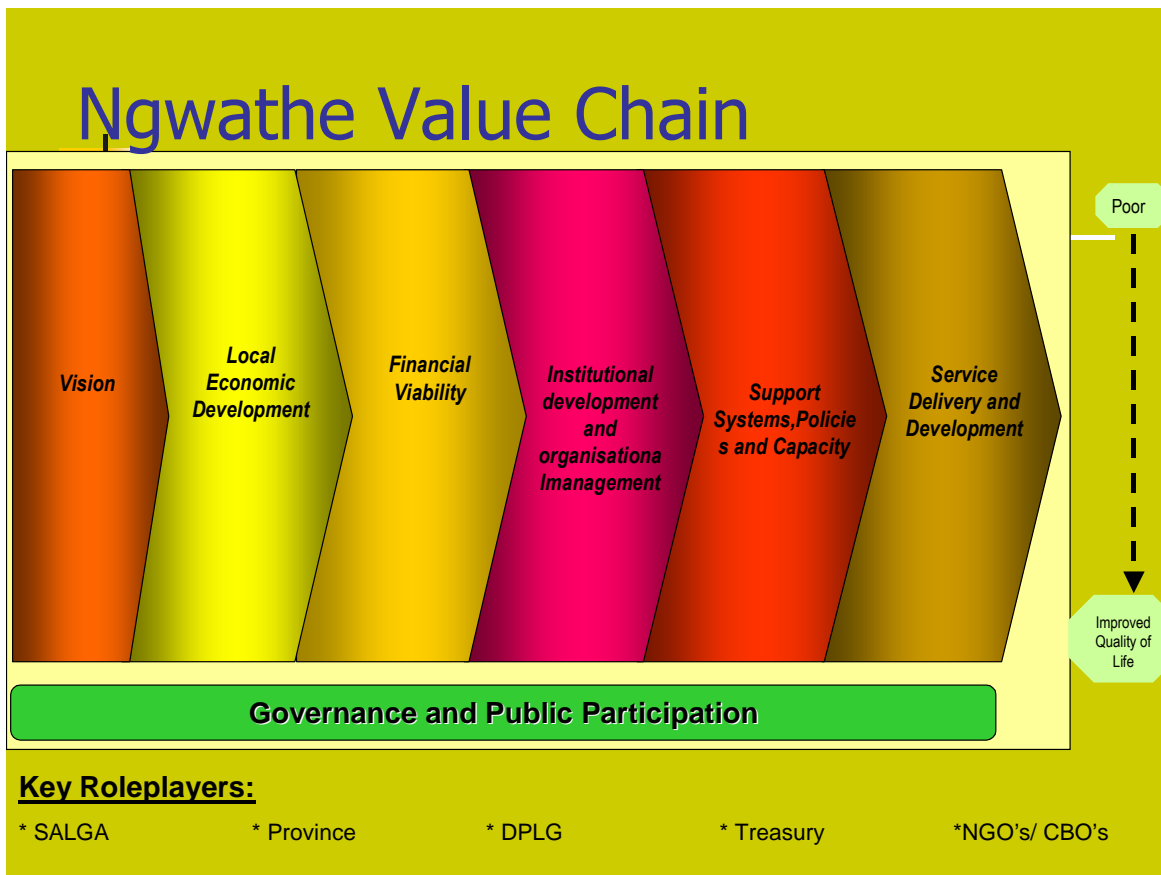 Ngwathe Value Chain
Poor
Vision
Local
Economic
Development
Financial
Viability
Institutional
development
and
organisationa
lmanagement
Support
Systems,Policie
s and Capacity
Service
Delivery and
Development
Improved
Quality of
Life
Governance and Public Participation
Key Roleplayers:
* SALGA * Province * DPLG * Treasury *NGO's/ CBO's